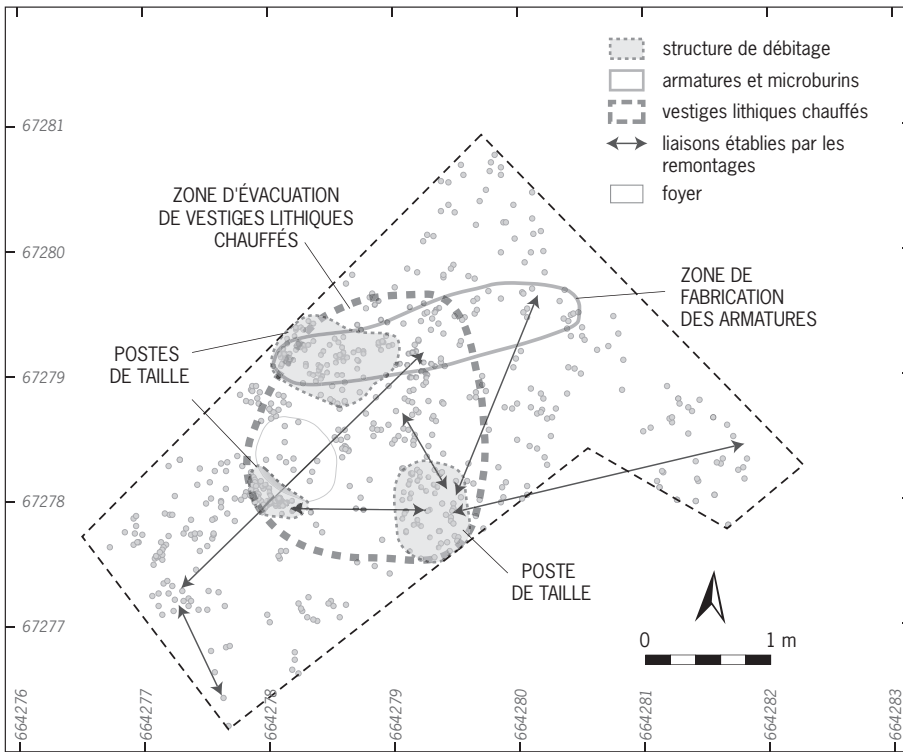 structure de débitage
armatures et microburins
vestiges lithiques chauffés
liaisons établies par les
remontages
foyer
67281
67280
67279
67278
67277
ZONE D'ÉVACUATION
DE VESTIGES LITHIQUES
CHAUFFÉS
ZONE DE
FABRICATION
DES ARMATURES
POSTES
DE TAILLE
POSTE
DE TAILLE
0 1 m
664276
664277
664278
664279
664280
664281
664282
664283